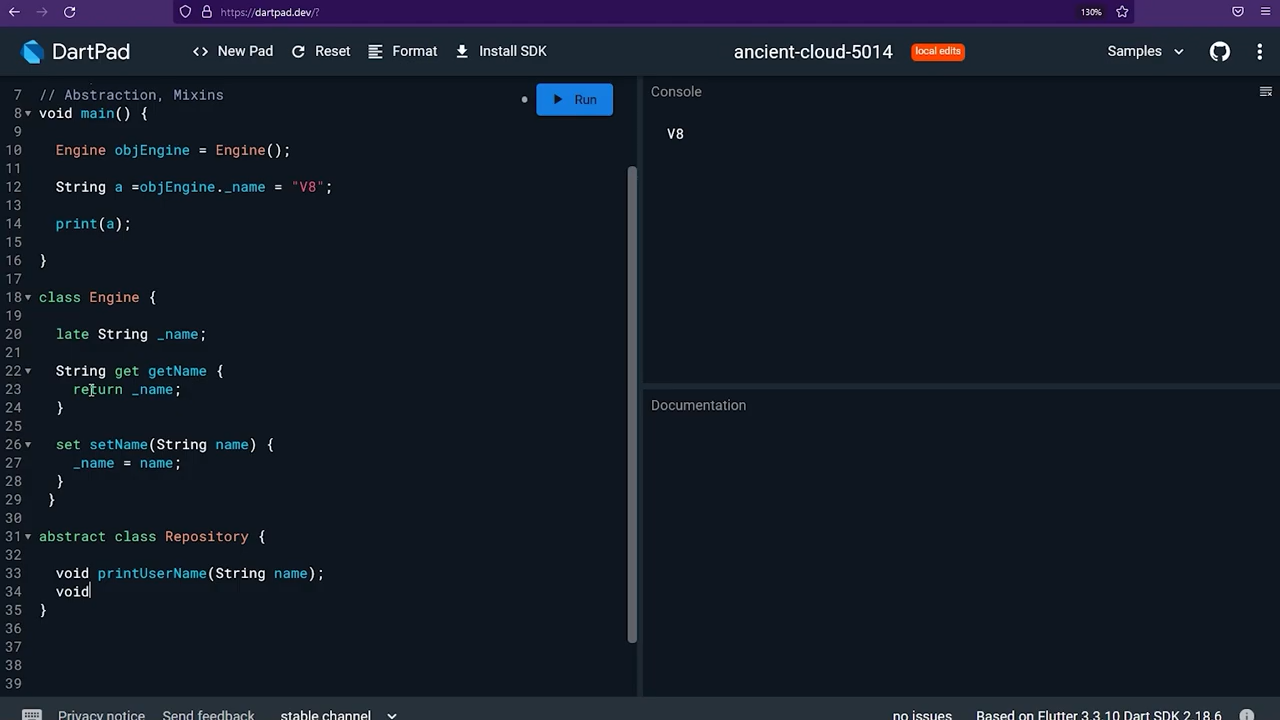 https://dartpad.dev/?
130%
DartPad
<> New Pad
Reset
Format
Install SDK
ancient-cloud-5014
local edits
Samples
7 // Abstraction, Mixins
8 void main() {
9
10 Engine objEngine = Engine();
11
12 String a =objEngine._name = "V8";
13
14 print(a);
15
16 }
17
18 class Engine {
19
20 late String _name;
21
22 String get getName {
23 return _name;
24 }
25
26 set setName(String name) {
27 _name = name;
28 }
29 }
30
31 abstract class Repository {
32
33 void printUserName(String name);
34 void
35 }
36
37
38
39
Run
Console
V8
Documentation
Privacy notice
Send feedback
stable channel
no issues
Based on Flutter 3.3.10 Dart SDK 2.18.6